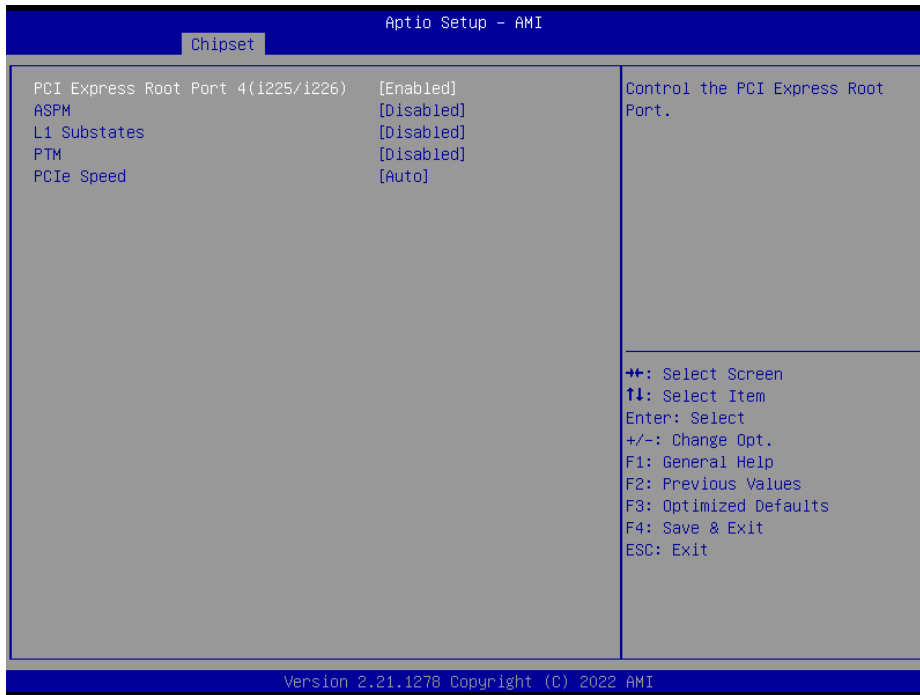 Aptio Setup - AMI
Chipset
PCI Express Root Port 4(i225/i226) [Enabled]
ASPM [Disabled]
L1 Substates [Disabled]
PTM [Disabled]
PCIe Speed [Auto]
Control the PCI Express Root
Port.
→←: Select Screen
↑↓: Select Item
Enter: Select
+/-: Change Opt.
F1: General Help
F2: Previous Values
F3: Optimized Defaults
F4: Save & Exit
ESC: Exit
Version 2.21.1278 Copyright (C) 2022 AMI